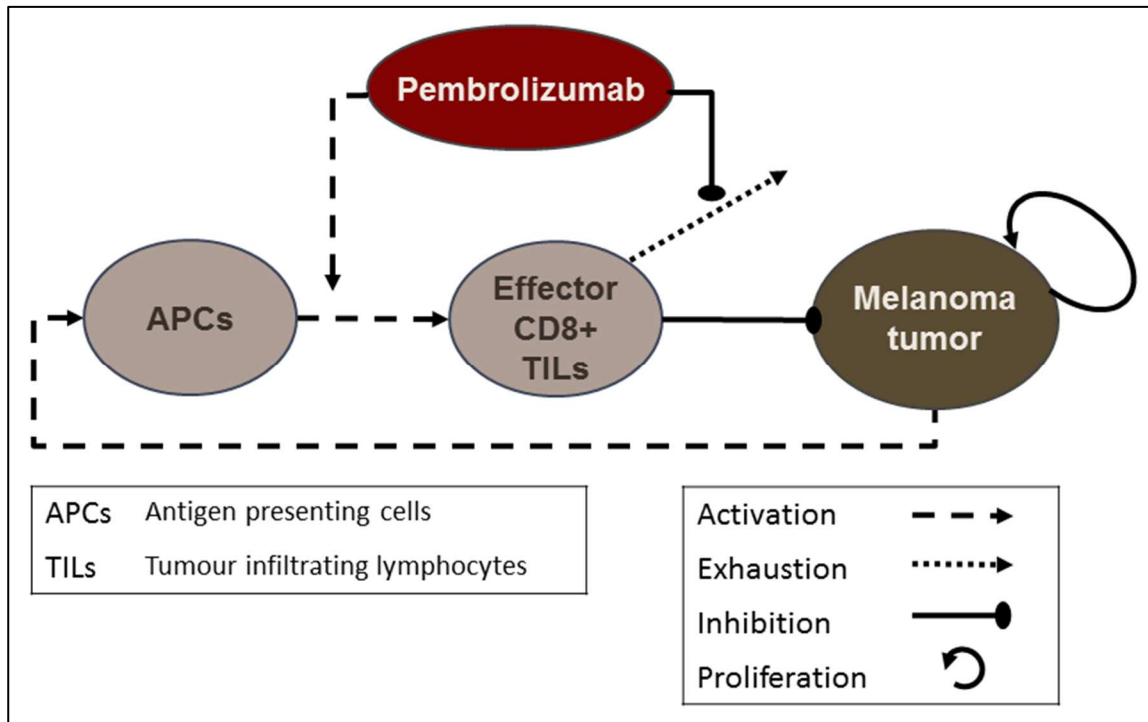 Pembrolizumab
APCs
Effector
CD8+
TILs
Melanoma
tumor
APCs Antigen presenting cells
TILs Tumour infiltrating lymphocytes
Activation
Exhaustion
Inhibition
Proliferation